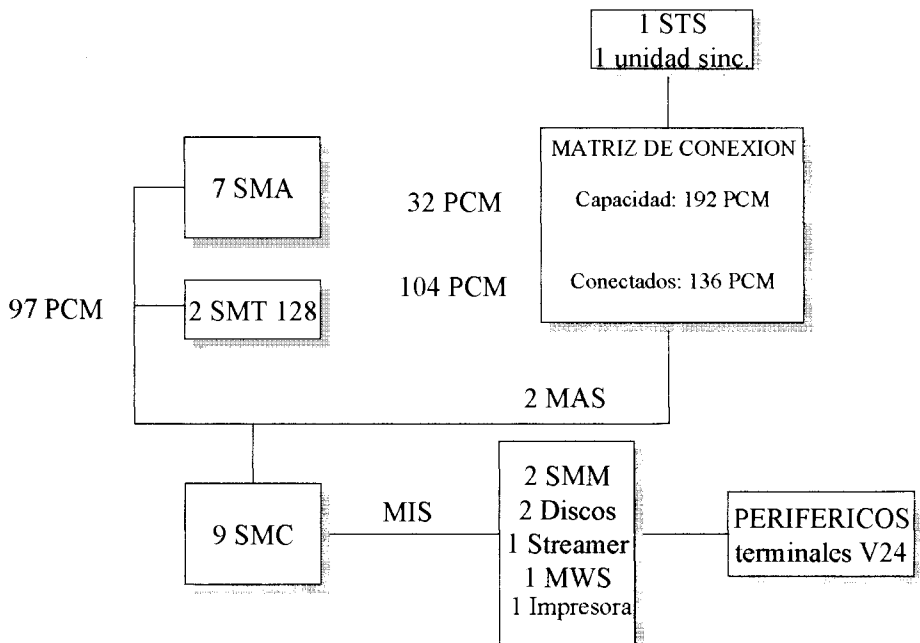 1 STS
1 unidad sinc.
MATRIZ DE CONEXION
Capacidad: 192 PCM
Conectados: 136 PCM
7 SMA
32 PCM
104 PCM
97 PCM
2 SMT 128
2 MAS
9 SMC
MIS
2 SMM
2 Discos
1 Streamer
1 MWS
1 Impresora
PERIFERICOS
terminales V24